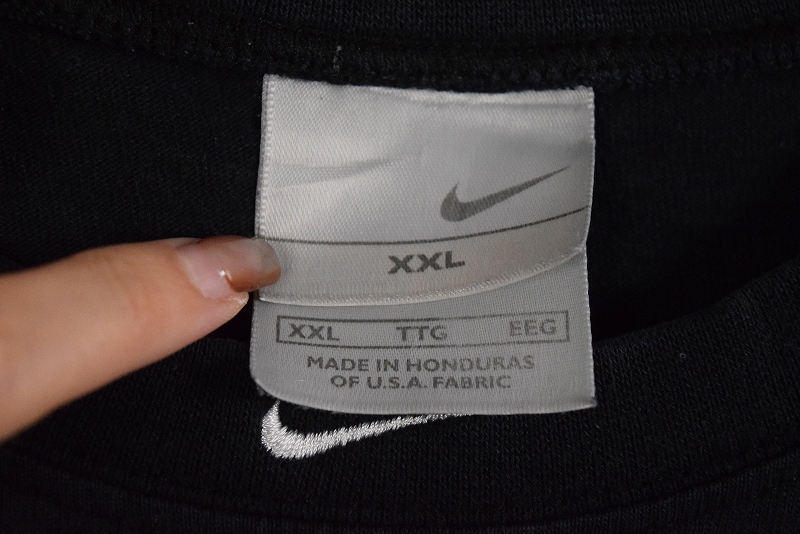 XXL
XXL TTG EEG
MADE IN HONDURAS
OF U.S.A. FABRIC